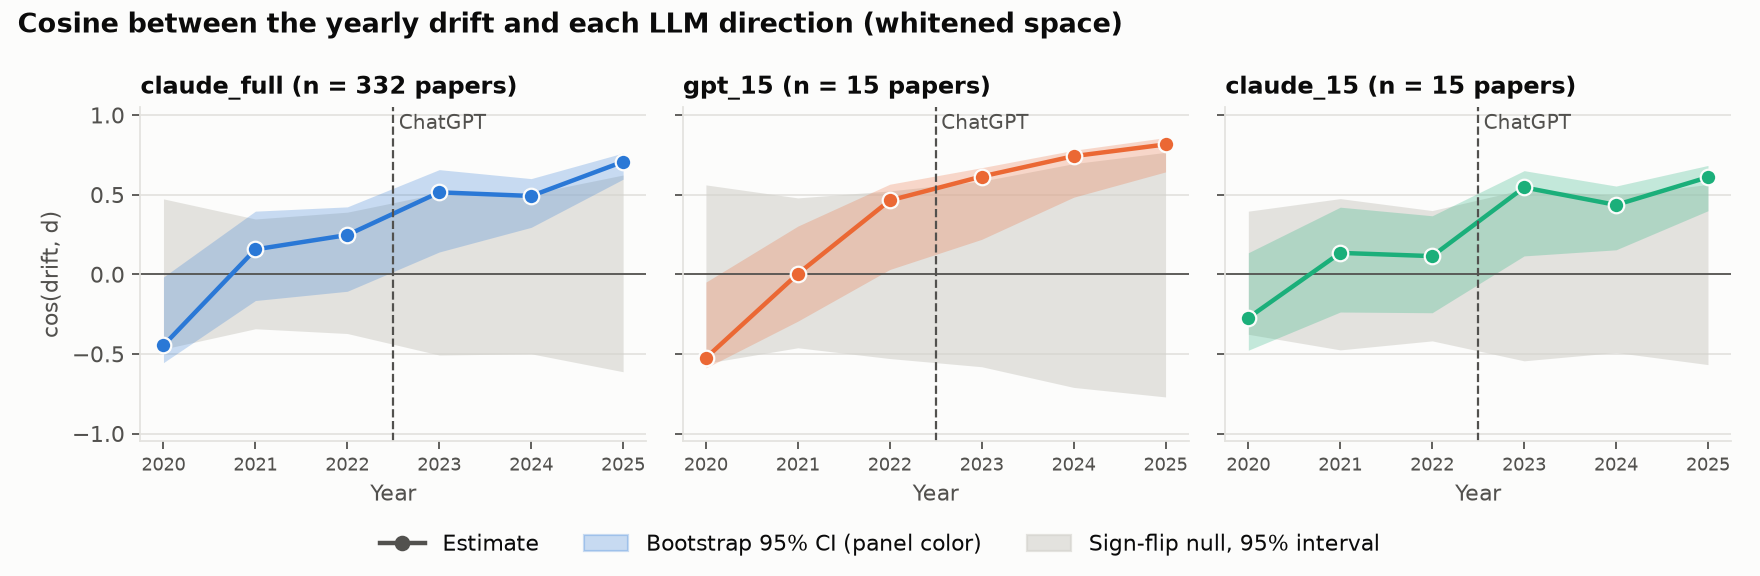 Cosine between the yearly drift and each LLM direction (whitened space)
claude_full (n = 332 papers)
gpt_15 (n = 15 papers)
claude_15 (n = 15 papers)
ChatGPT
ChatGPT
ChatGPT
1.0
0.5
0.0
−0.5
−1.0
cos(drift, d)
2020 2021 2022 2023 2024 2025
2020 2021 2022 2023 2024 2025
2020 2021 2022 2023 2024 2025
Year
Year
Year
Estimate
Bootstrap 95% CI (panel color)
Sign-flip null, 95% interval